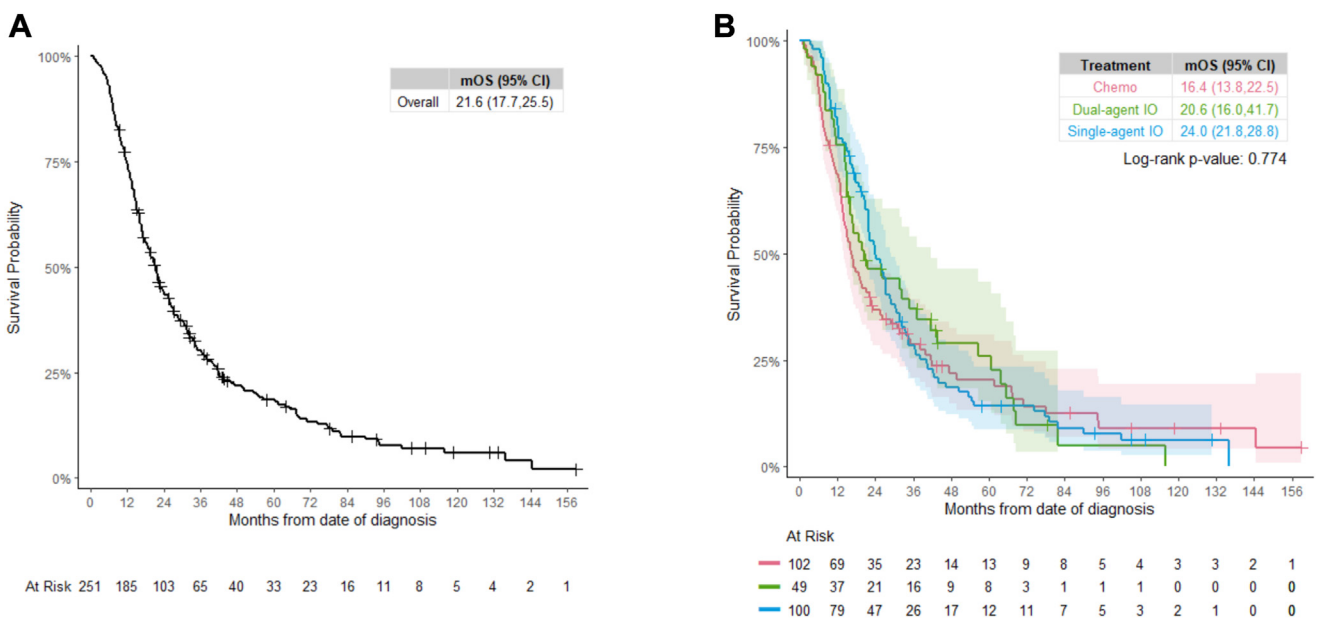 A
Survival Probability
100%
75%
50%
25%
0%
mOS (95% CI)
Overall 21.6 (17.7,25.5)
0 12 24 36 48 60 72 84 96 108 120 132 144 156
Months from date of diagnosis
At Risk 251 185 103 65 40 33 23 16 11 8 5 4 2 1
B
Survival Probability
100%
75%
50%
25%
0%
Treatment mOS (95% CI)
Chemo 16.4 (13.8,22.5)
Dual-agent IO 20.6 (16.0,41.7)
Single-agent IO 24.0 (21.8,28.8)
Log-rank p-value: 0.774
0 12 24 36 48 60 72 84 96 108 120 132 144 156
Months from date of diagnosis
At Risk
102 69 35 23 14 13 9 8 5 4 3 3 2 1
49 37 21 16 9 8 3 1 1 1 0 0 0 0
100 79 47 26 17 12 11 7 5 3 2 1 0 0